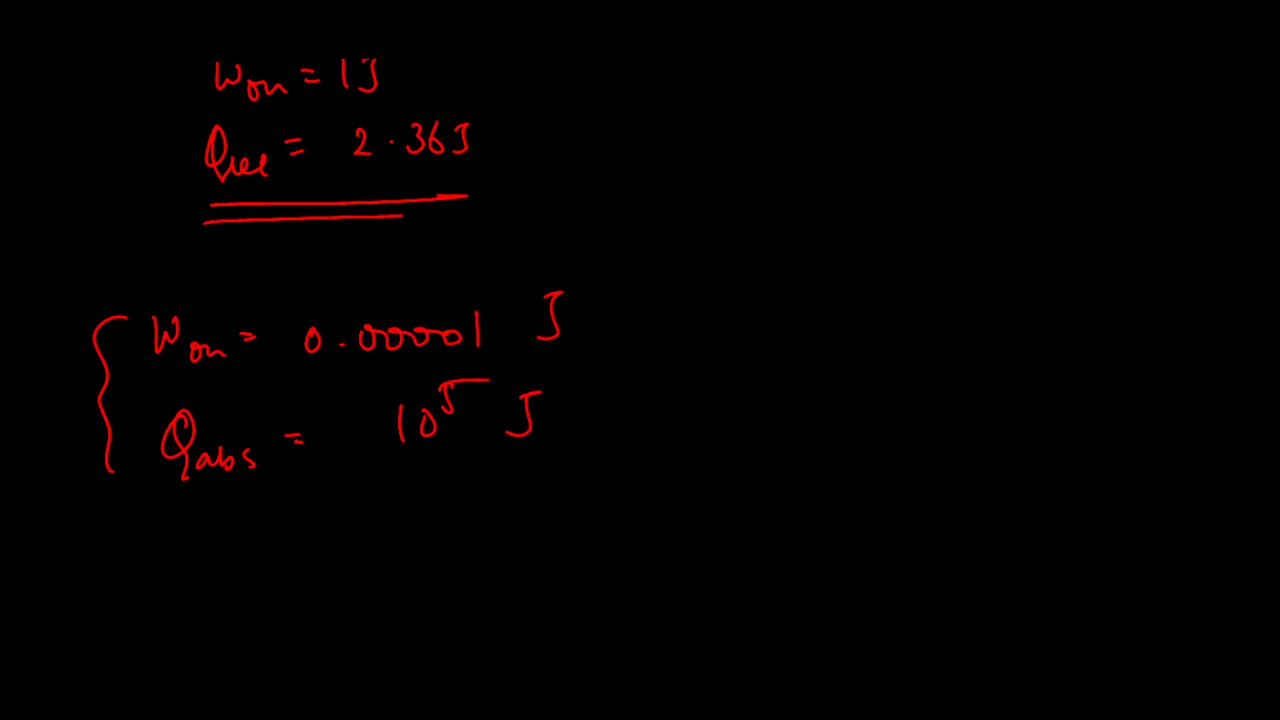 W_on = 1J
Q_rel = 2.36J
W_on = 0.00001 J
Q_abs = 10^5 J